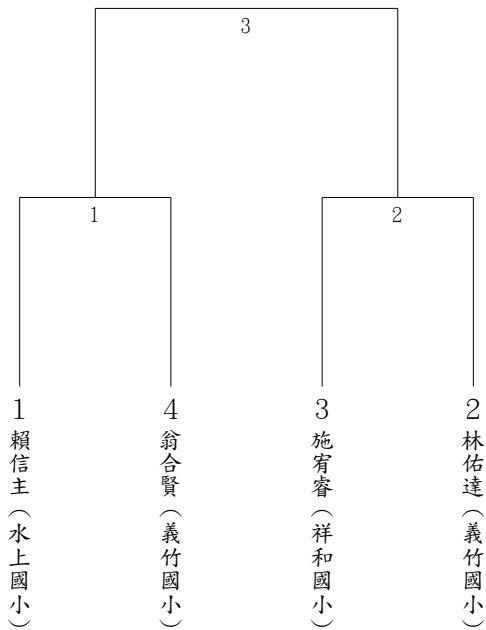 3
1
2
1 賴信主（水上國小）
4 翁合賢（義竹國小）
3 施宥睿（祥和國小）
2 林佑達（義竹國小）